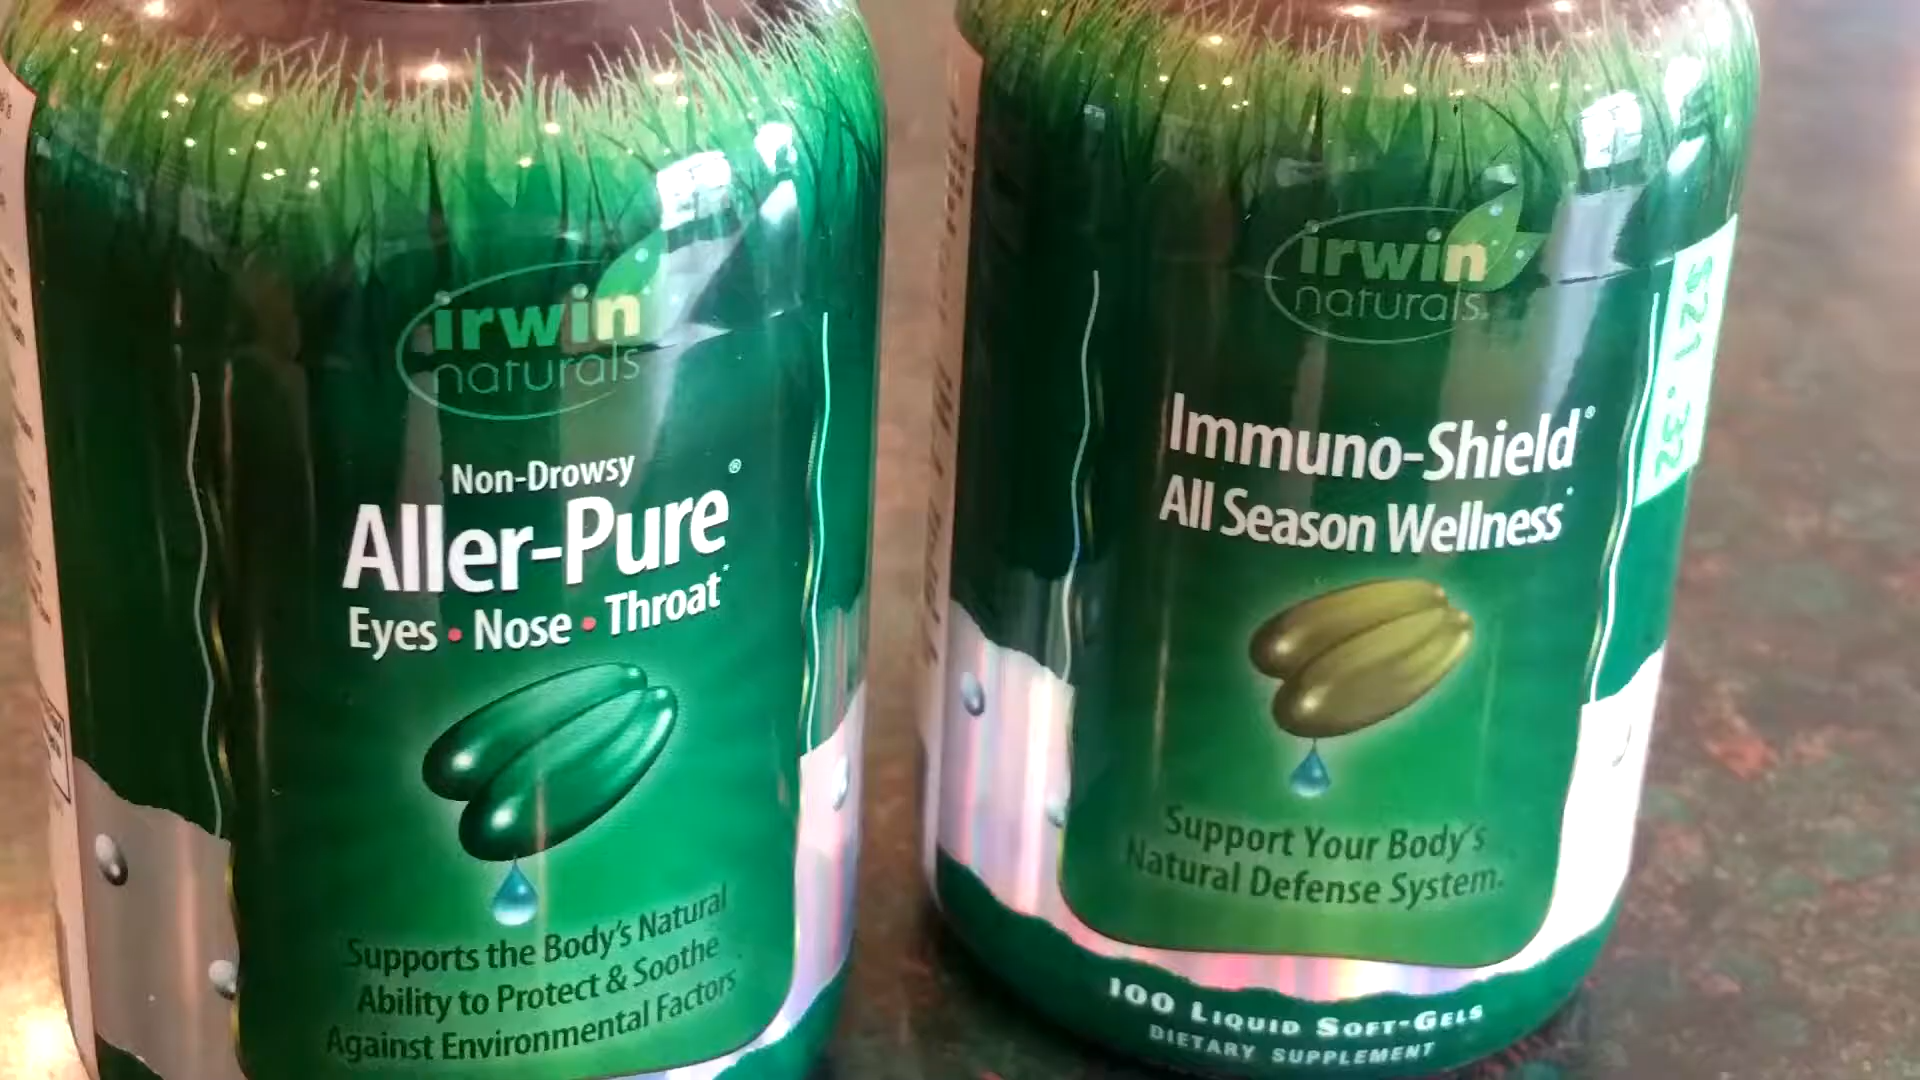 irwin
naturals
Non-Drowsy
Aller-Pure®
Eyes • Nose • Throat*
Supports the Body's Natural
Ability to Protect & Soothe
Against Environmental Factors
irwin
naturals
Immuno-Shield®
All Season Wellness*
Support Your Body's
Natural Defense System.
100 LIQUID SOFT-GELS
DIETARY SUPPLEMENT